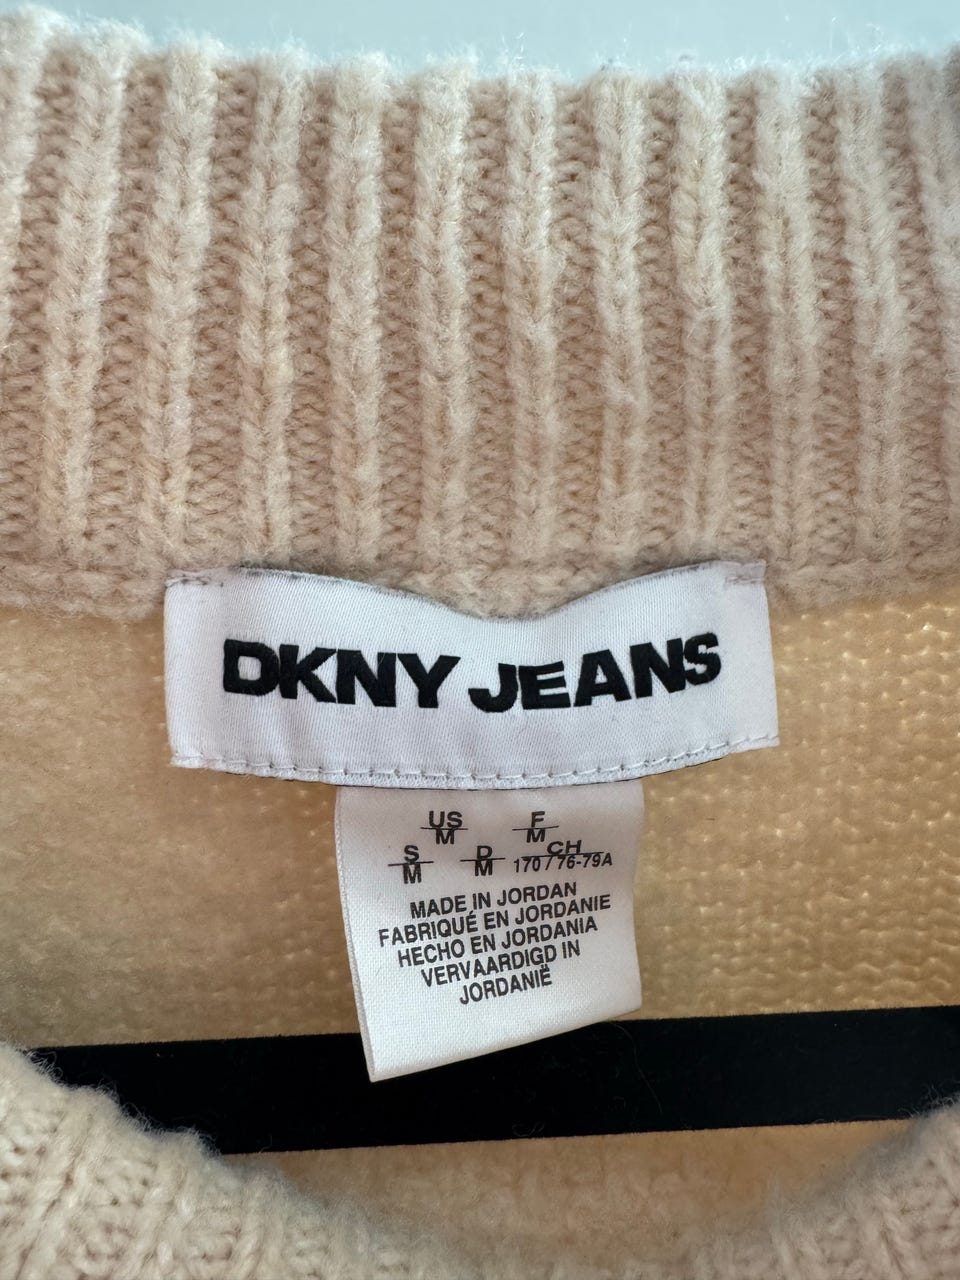 DKNY JEANS
US F
M M
S D CH
M M 170 / 76-79A
MADE IN JORDAN
FABRIQUÉ EN JORDANIE
HECHO EN JORDANIA
VERVAARDIGD IN
JORDANIË